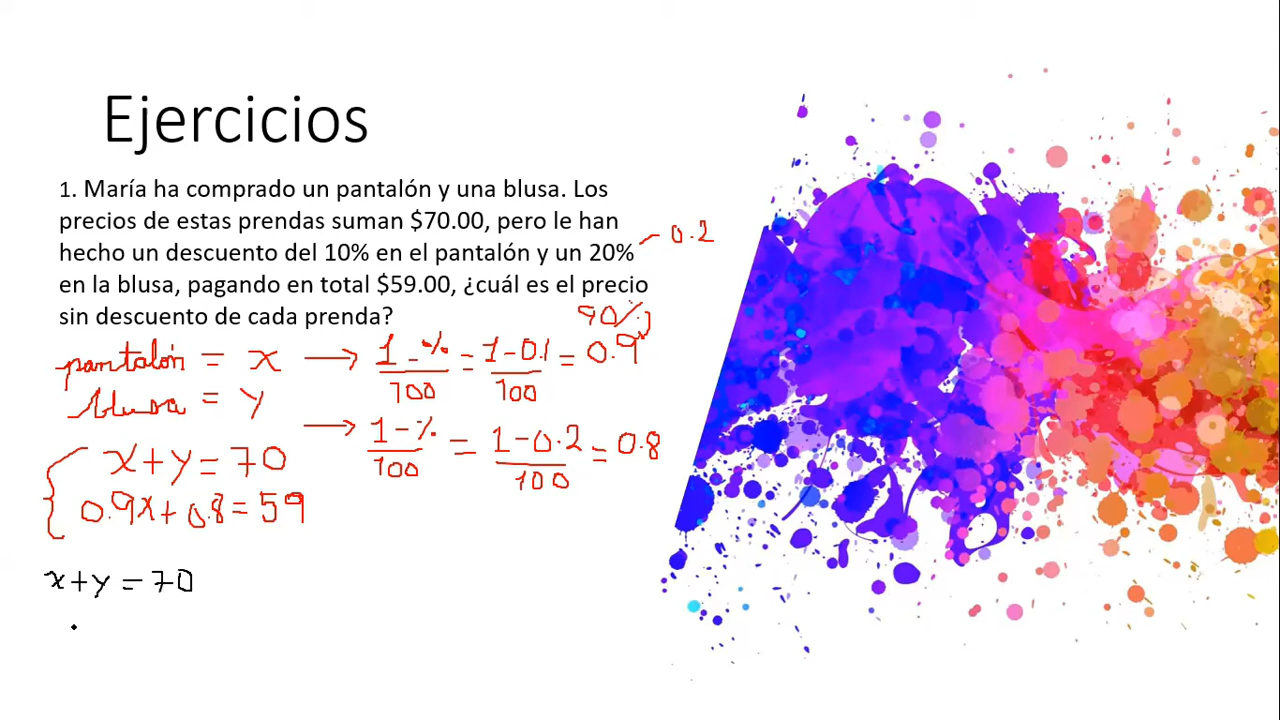 Ejercicios
1. María ha comprado un pantalón y una blusa. Los
precios de estas prendas suman $70.00, pero le han
hecho un descuento del 10% en el pantalón y un 20%
0.2
en la blusa, pagando en total $59.00, ¿cuál es el precio
sin descuento de cada prenda?
90%
pantalón = x → 1-%/100 = 1-0.1/100 = 0.9
blusa = y
→ 1-%/100 = 1-0.2/100 = 0.8
x+y=70
0.9x+0.8=59
x+y=70